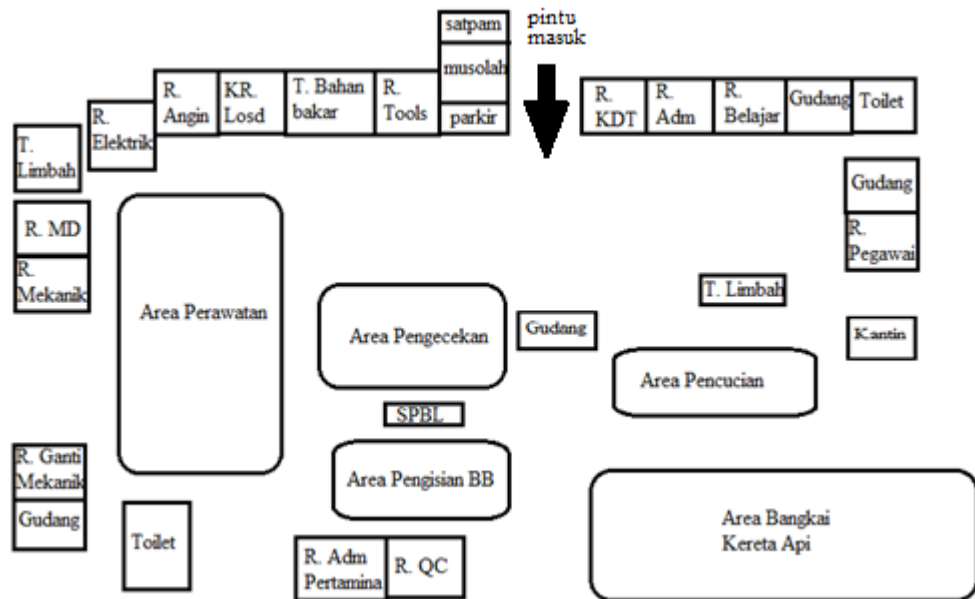 satpam
pintu
masuk
musolah
parkir
R.
Angin
KR.
Losd
T. Bahan
bakar
R.
Tools
R.
KDT
R.
Adm
R.
Belajar
Gudang
Toilet
R.
Elektrik
T.
Limbah
R. MD
R.
Mekanik
Area Perawatan
Area Pengecekan
Gudang
T. Limbah
Gudang
R.
Pegawai
Kantin
Area Pencucian
SPBL
Area Pengisian BB
R. Ganti
Mekanik
Gudang
Toilet
R. Adm
Pertamina
R. QC
Area Bangkai
Kereta Api